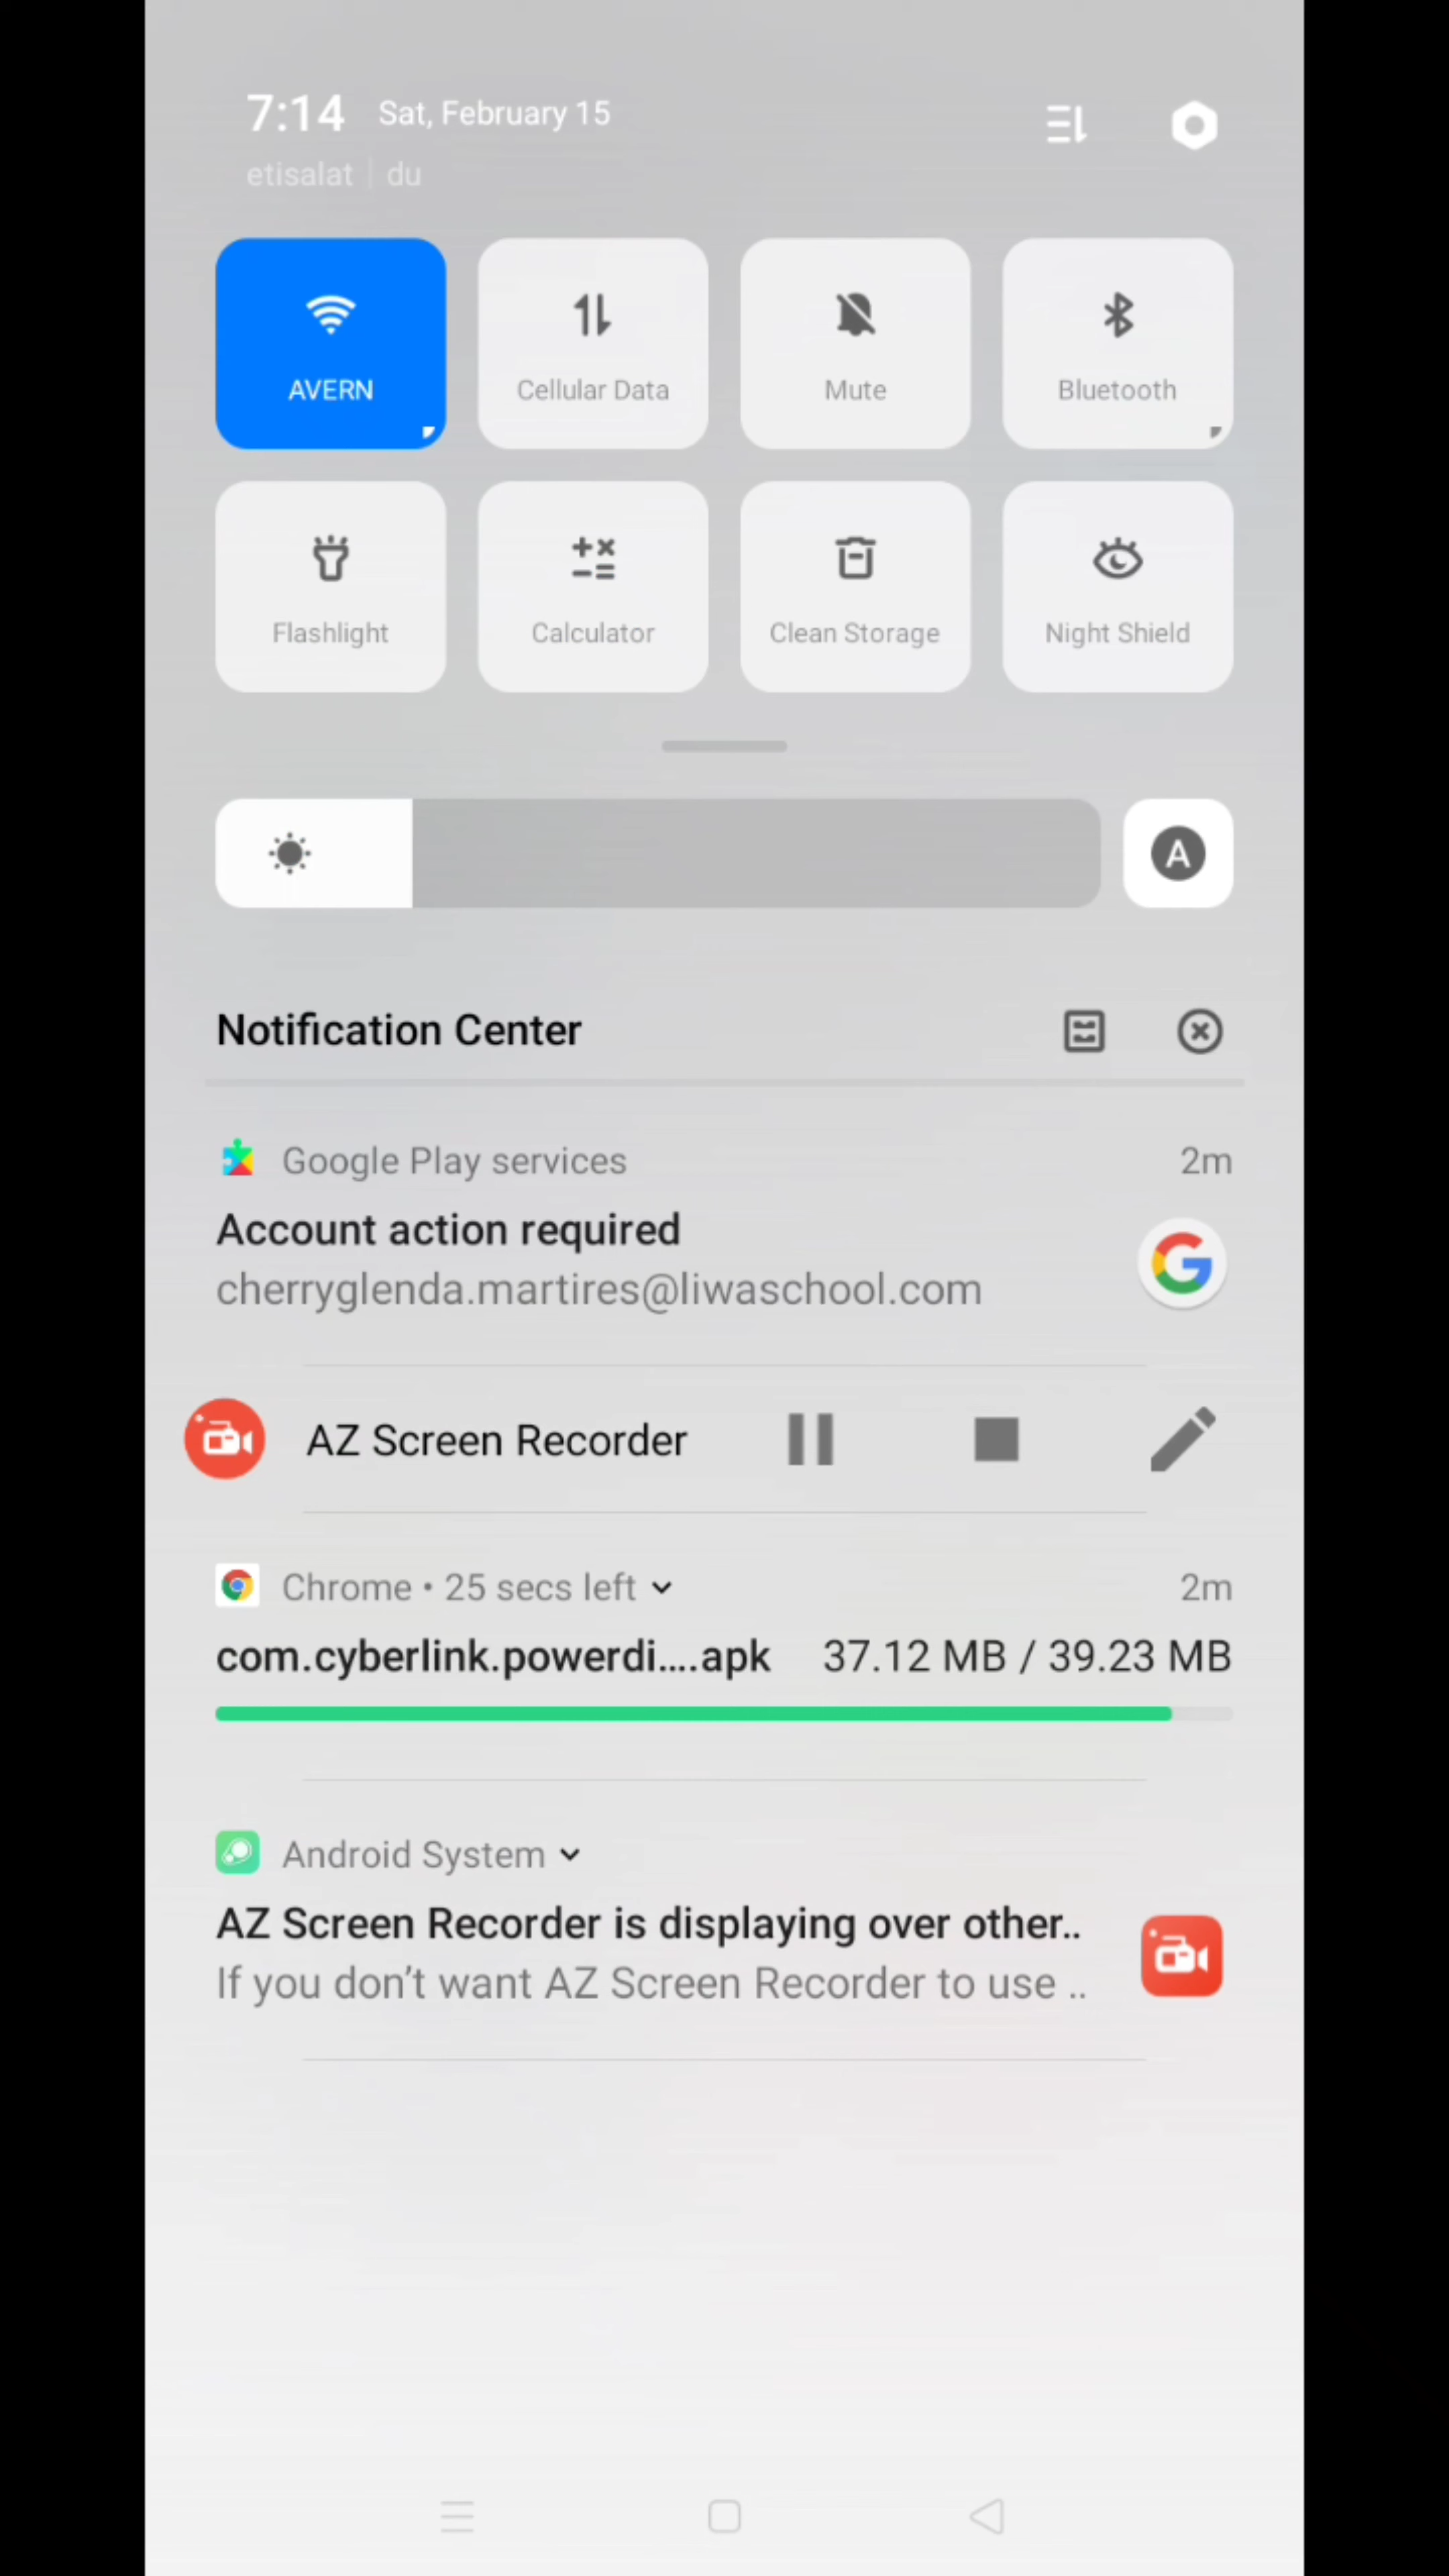 7:14 Sat, February 15
etisalat | du
AVERN Cellular Data Mute Bluetooth
Flashlight Calculator Clean Storage Night Shield
A
Notification Center
Google Play services 2m
Account action required
cherryglenda.martires@liwaschool.com
AZ Screen Recorder
Chrome • 25 secs left 2m
com.cyberlink.powerdi....apk 37.12 MB / 39.23 MB
Android System
AZ Screen Recorder is displaying over other..
If you don’t want AZ Screen Recorder to use ..